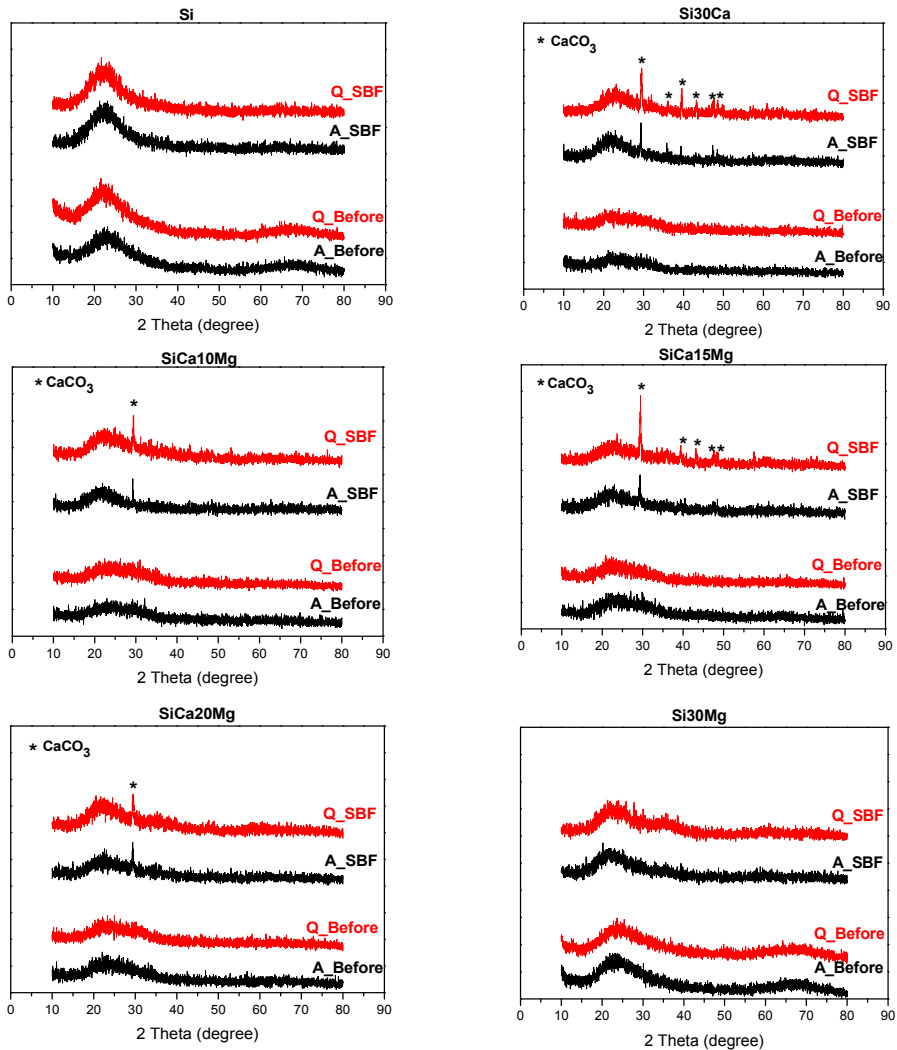 Si
Q_SBF
A_SBF
Q_Before
A_Before
0 10 20 30 40 50 60 70 80 90
2 Theta (degree)
Si30Ca
* CaCO3
* * * * **
Q_SBF
A_SBF
Q_Before
A_Before
0 10 20 30 40 50 60 70 80 90
2 Theta (degree)
SiCa10Mg
* CaCO3
*
Q_SBF
A_SBF
Q_Before
A_Before
0 10 20 30 40 50 60 70 80 90
2 Theta (degree)
SiCa15Mg
* CaCO3
* * * **
Q_SBF
A_SBF
Q_Before
A_Before
0 10 20 30 40 50 60 70 80 90
2 Theta (degree)
SiCa20Mg
* CaCO3
*
Q_SBF
A_SBF
Q_Before
A_Before
0 10 20 30 40 50 60 70 80 90
2 Theta (degree)
Si30Mg
Q_SBF
A_SBF
Q_Before
A_Before
0 10 20 30 40 50 60 70 80 90
2 Theta (degree)